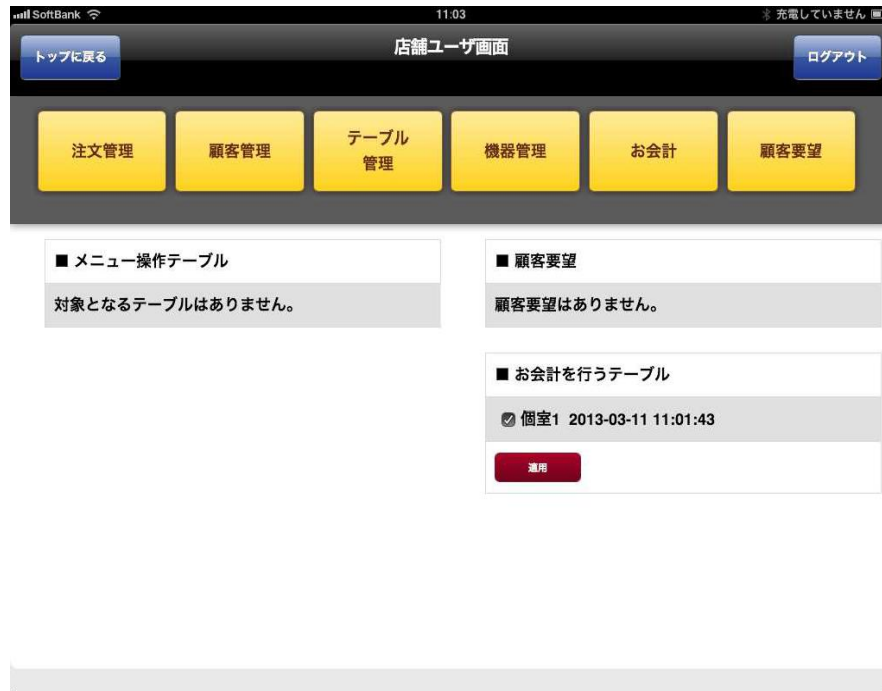 SoftBank 11:03 充電していません
トップに戻る
店舗ユーザ画面
ログアウト
注文管理
顧客管理
テーブル
管理
機器管理
お会計
顧客要望
■ メニュー操作テーブル
対象となるテーブルはありません。
■ 顧客要望
顧客要望はありません。
■ お会計を行うテーブル
個室1 2013-03-11 11:01:43
適用